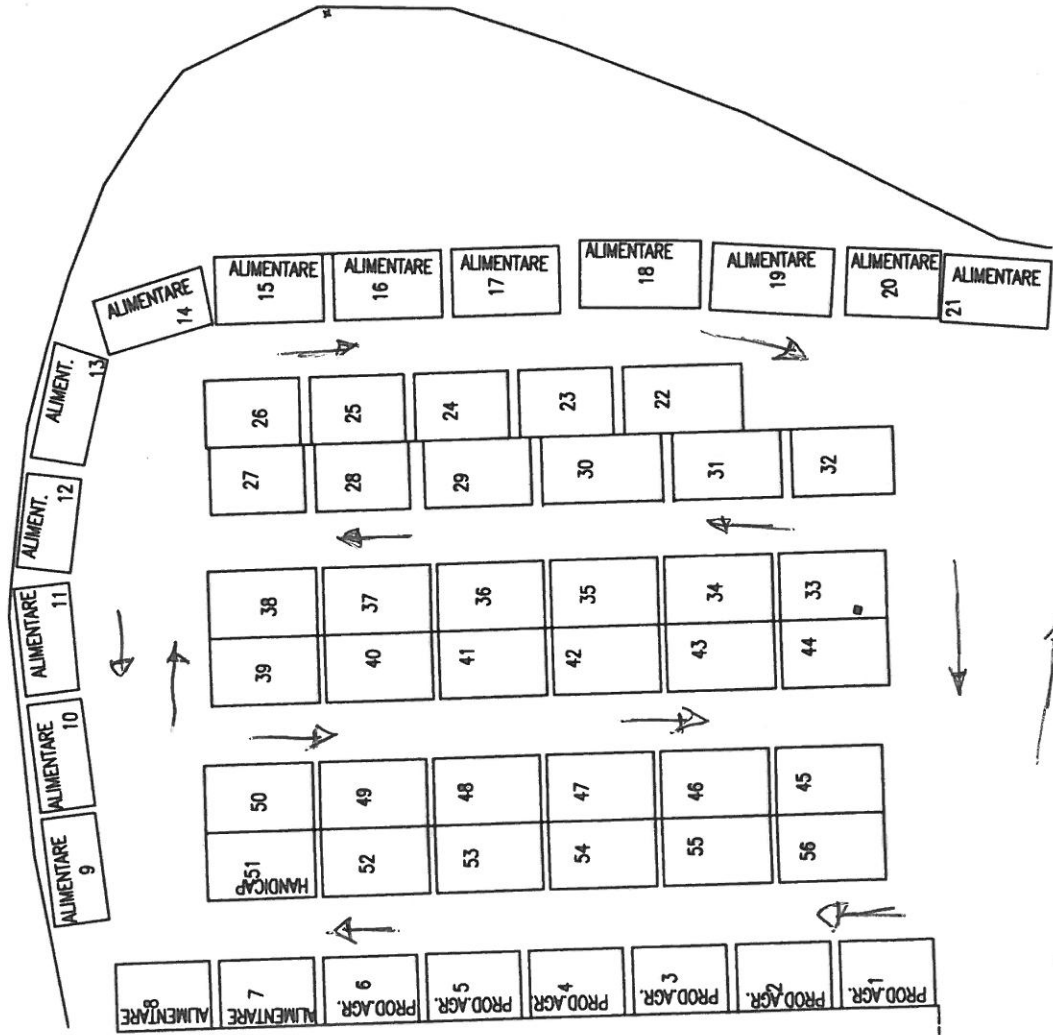 ALIMENTARE
14
ALIMENTARE
15
ALIMENTARE
16
ALIMENTARE
17
ALIMENTARE
18
ALIMENTARE
19
ALIMENTARE
20
ALIMENTARE
21
ALIMENT.
13
ALIMENT.
12
ALIMENTARE
11
ALIMENTARE
10
ALIMENTARE
9
26
25
24
23
22
27
28
29
30
31
32
38
37
36
35
34
33
39
40
41
42
43
44
50
49
48
47
46
45
51
HANDICAP
52
53
54
55
56
8
ALIMENTARE
7
ALIMENTARE
6
PROD.AGR.
5
PROD.AGR.
4
PROD.AGR.
3
PROD.AGR.
2
PROD.AGR.
1
PROD.AGR.